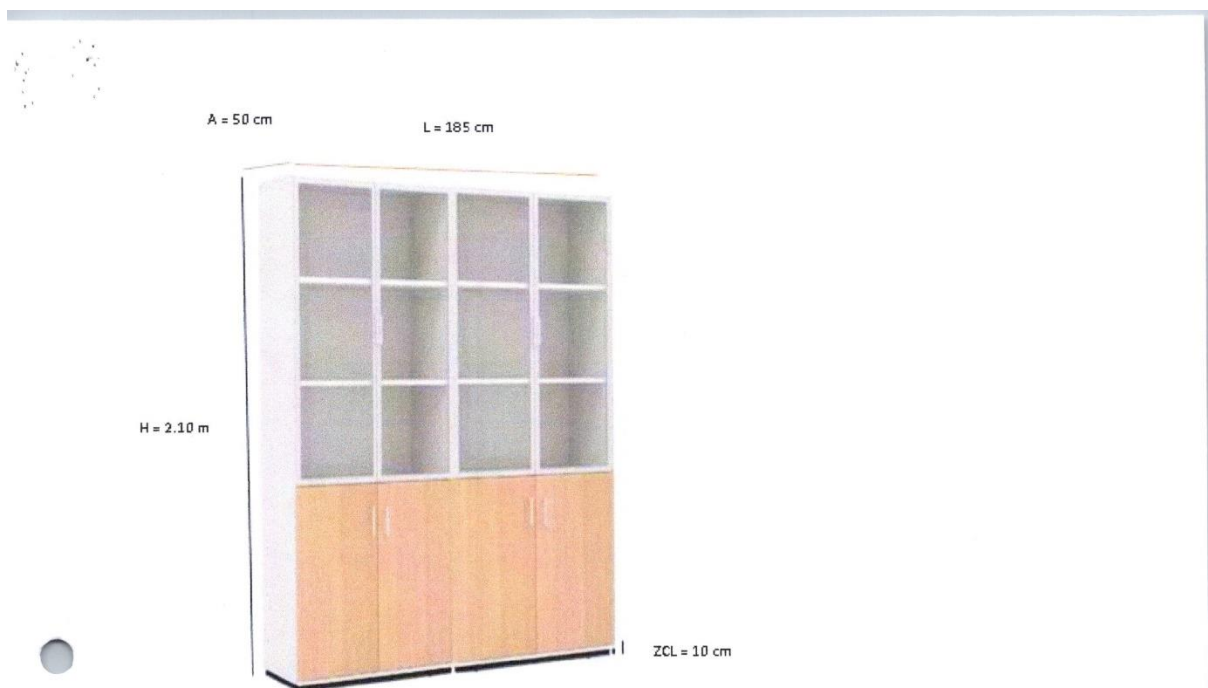 A = 50 cm
L = 185 cm
H = 2.10 m
ZCL = 10 cm